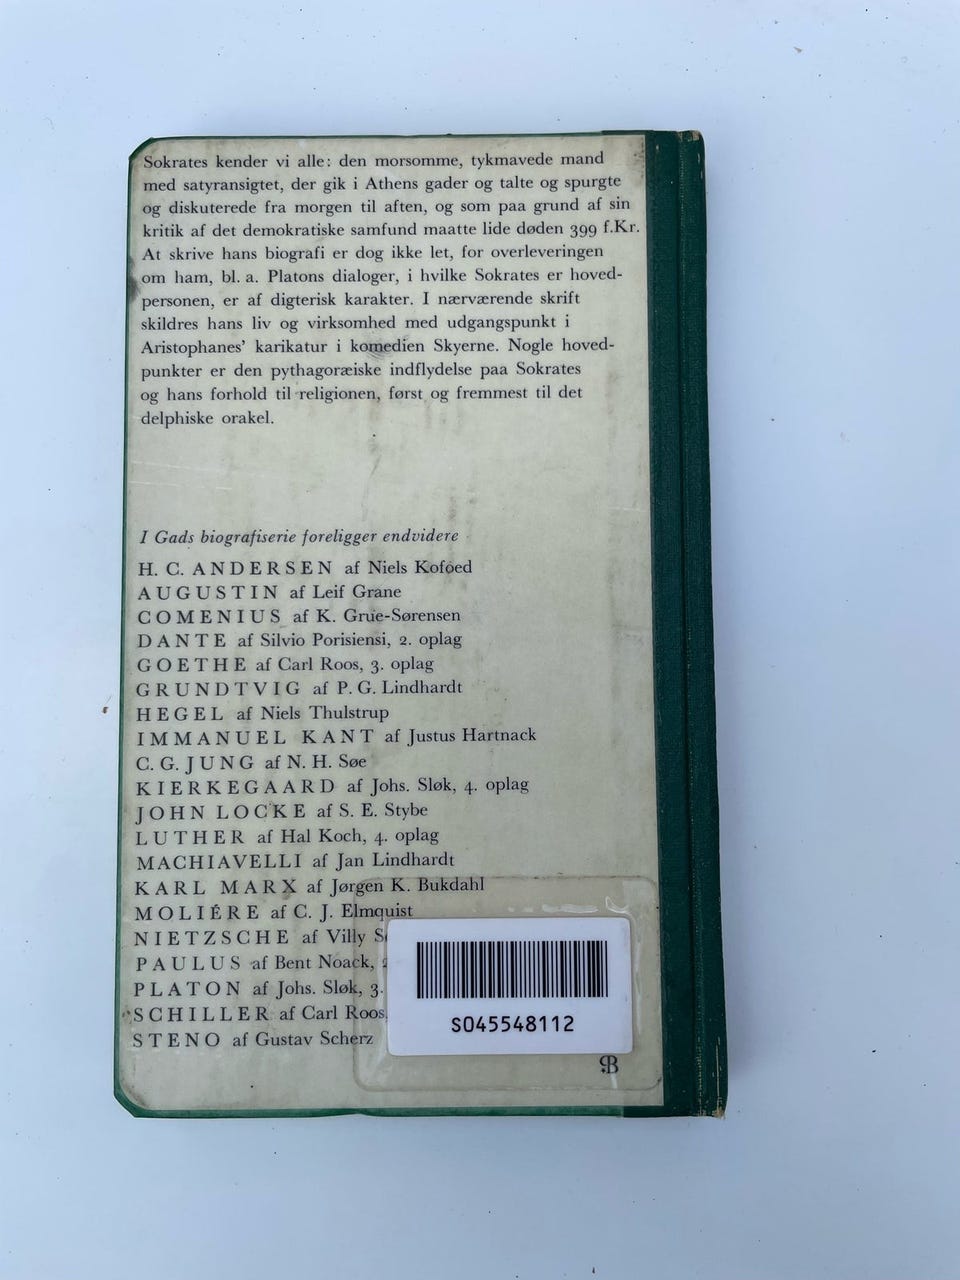 Sokrates kender vi alle: den morsomme, tykmavede mand
med satyransigtet, der gik i Athens gader og talte og spurgte
og diskuterede fra morgen til aften, og som paa grund af sin
kritik af det demokratiske samfund maatte lide døden 399 f.Kr.
At skrive hans biografi er dog ikke let, for overleveringen
om ham, bl. a. Platons dialoger, i hvilke Sokrates er hoved-
personen, er af digterisk karakter. I nærværende skrift
skildres hans liv og virksomhed med udgangspunkt i
Aristophanes' karikatur i komedien Skyerne. Nogle hoved-
punkter er den pythagoræiske indflydelse paa Sokrates
og hans forhold til religionen, først og fremmest til det
delphiske orakel.
I Gads biografiserie foreligger endvidere
H. C. ANDERSEN af Niels Kofoed
AUGUSTIN af Leif Grane
COMENIUS af K. Grue-Sørensen
DANTE af Silvio Porisiensi, 2. oplag
GOETHE af Carl Roos, 3. oplag
GRUNDTVIG af P. G. Lindhardt
HEGEL af Niels Thulstrup
IMMANUEL KANT af Justus Hartnack
C. G. JUNG af N. H. Søe
KIERKEGAARD af Johs. Sløk, 4. oplag
JOHN LOCKE af S. E. Stybe
LUTHER af Hal Koch, 4. oplag
MACHIAVELLI af Jan Lindhardt
KARL MARX af Jørgen K. Bukdahl
MOLIÉRE af C. J. Elmquist
NIETZSCHE af Villy
PAULUS af Bent Noack,
PLATON af Johs. Sløk, 3.
SCHILLER af Carl Roos,
STENO af Gustav Scherz
S045548112